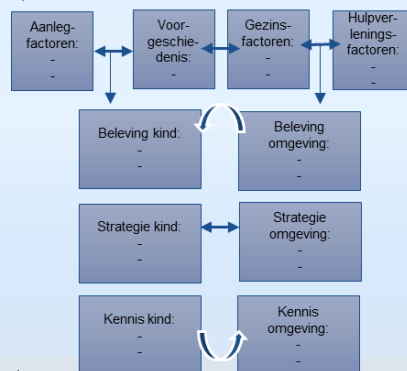 Aanleg-
factoren:
-
-
Voor-
geschie-
denis:
-
Gezins-
factoren:
-
-
Hulpver-
lenings-
factoren:
-
Beleving kind:
-
-
Beleving
omgeving:
-
-
Strategie kind:
-
-
Strategie
omgeving:
-
-
Kennis kind:
-
-
Kennis
omgeving:
-
-